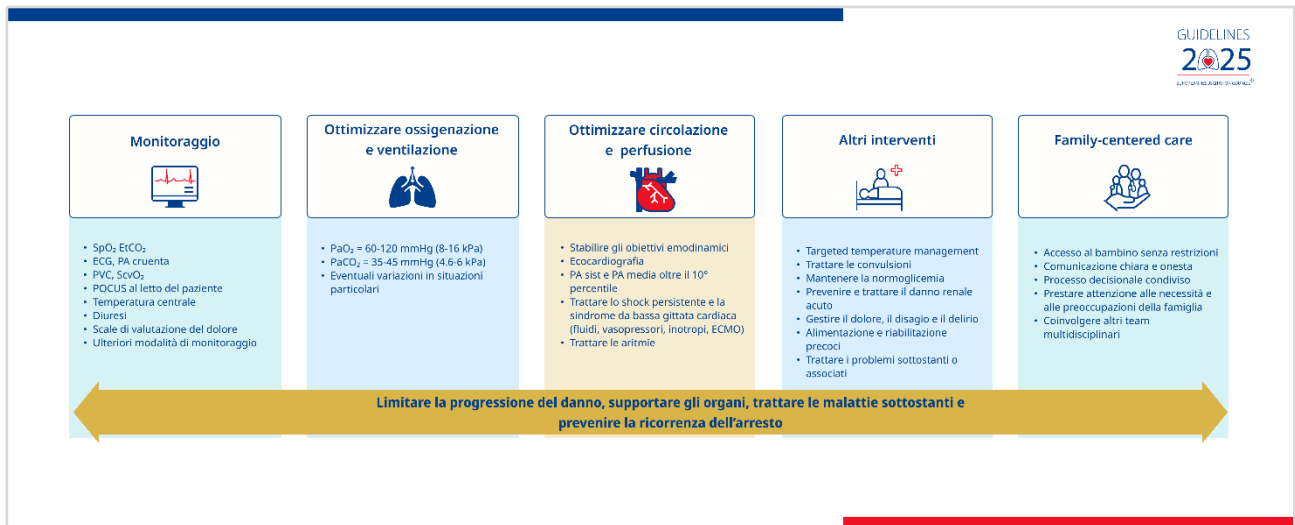 GUIDELINES
2025
EUROPEAN RESUSCITATION COUNCIL
Monitoraggio
• SpO₂ EtCO₂
• ECG, PA cruenta
• PVC, ScvO₂
• POCUS al letto del paziente
• Temperatura centrale
• Diuresi
• Scale di valutazione del dolore
• Ulteriori modalità di monitoraggio
Ottimizzare ossigenazione
e ventilazione
• PaO₂ = 60-120 mmHg (8-16 kPa)
• PaCO₂ = 35-45 mmHg (4.6-6 kPa)
• Eventuali variazioni in situazioni
particolari
Ottimizzare circolazione
e perfusione
• Stabilire gli obiettivi emodinamici
• Ecocardiografia
• PA sist e PA media oltre il 10°
percentile
• Trattare lo shock persistente e la
sindrome da bassa gittata cardiaca
(fluidi, vasopressori, inotropi, ECMO)
• Trattare le aritmie
Altri interventi
• Targeted temperature management
• Trattare le convulsioni
• Mantenere la normoglicemia
• Prevenire e trattare il danno renale
acuto
• Gestire il dolore, il disagio e il delirio
• Alimentazione e riabilitazione
precoci
• Trattare i problemi sottostanti o
associati
Family-centered care
• Accesso al bambino senza restrizioni
• Comunicazione chiara e onesta
• Processo decisionale condiviso
• Prestare attenzione alle necessità e
alle preoccupazioni della famiglia
• Coinvolgere altri team
multidisciplinari
Limitare la progressione del danno, supportare gli organi, trattare le malattie sottostanti e
prevenire la ricorrenza dell'arresto